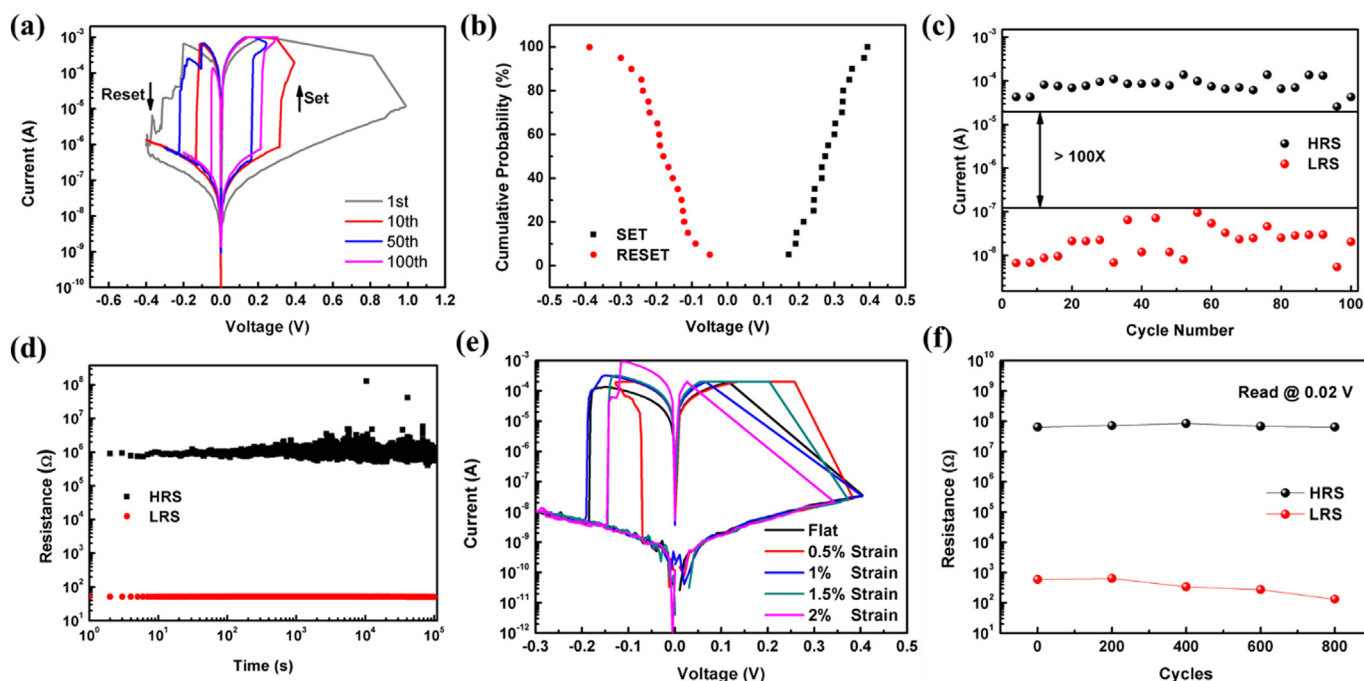 (a)
Current (A)
10⁻³
10⁻⁴
10⁻⁵
10⁻⁶
10⁻⁷
10⁻⁸
10⁻⁹
10⁻¹⁰
Reset
Set
1st
10th
50th
100th
-0.6 -0.4 -0.2 0.0 0.2 0.4 0.6 0.8 1.0
Voltage (V)
(b)
Cumulative Probability (%)
100
80
60
40
20
0
SET
RESET
-0.5 -0.4 -0.3 -0.2 -0.1 0.0 0.1 0.2 0.3 0.4 0.5
Voltage (V)
(c)
Current (A)
10⁻³
10⁻⁴
10⁻⁵
10⁻⁶
10⁻⁷
10⁻⁸
> 100X
HRS
LRS
0 20 40 60 80 100
Cycle Number
(d)
Resistance (Ω)
10⁸
10⁷
10⁶
10⁵
10⁴
10³
10²
10¹
HRS
LRS
10⁰ 10¹ 10² 10³ 10⁴ 10⁵
Time (s)
(e)
Current (A)
10⁻³
10⁻⁴
10⁻⁵
10⁻⁶
10⁻⁷
10⁻⁸
10⁻⁹
10⁻¹⁰
10⁻¹¹
10⁻¹²
Flat
0.5% Strain
1% Strain
1.5% Strain
2% Strain
-0.3 -0.2 -0.1 0.0 0.1 0.2 0.3 0.4 0.5
Voltage (V)
(f)
Resistance (Ω)
10¹⁰
10⁹
10⁸
10⁷
10⁶
10⁵
10⁴
10³
10²
10¹
Read @ 0.02 V
HRS
LRS
0 200 400 600 800
Cycles